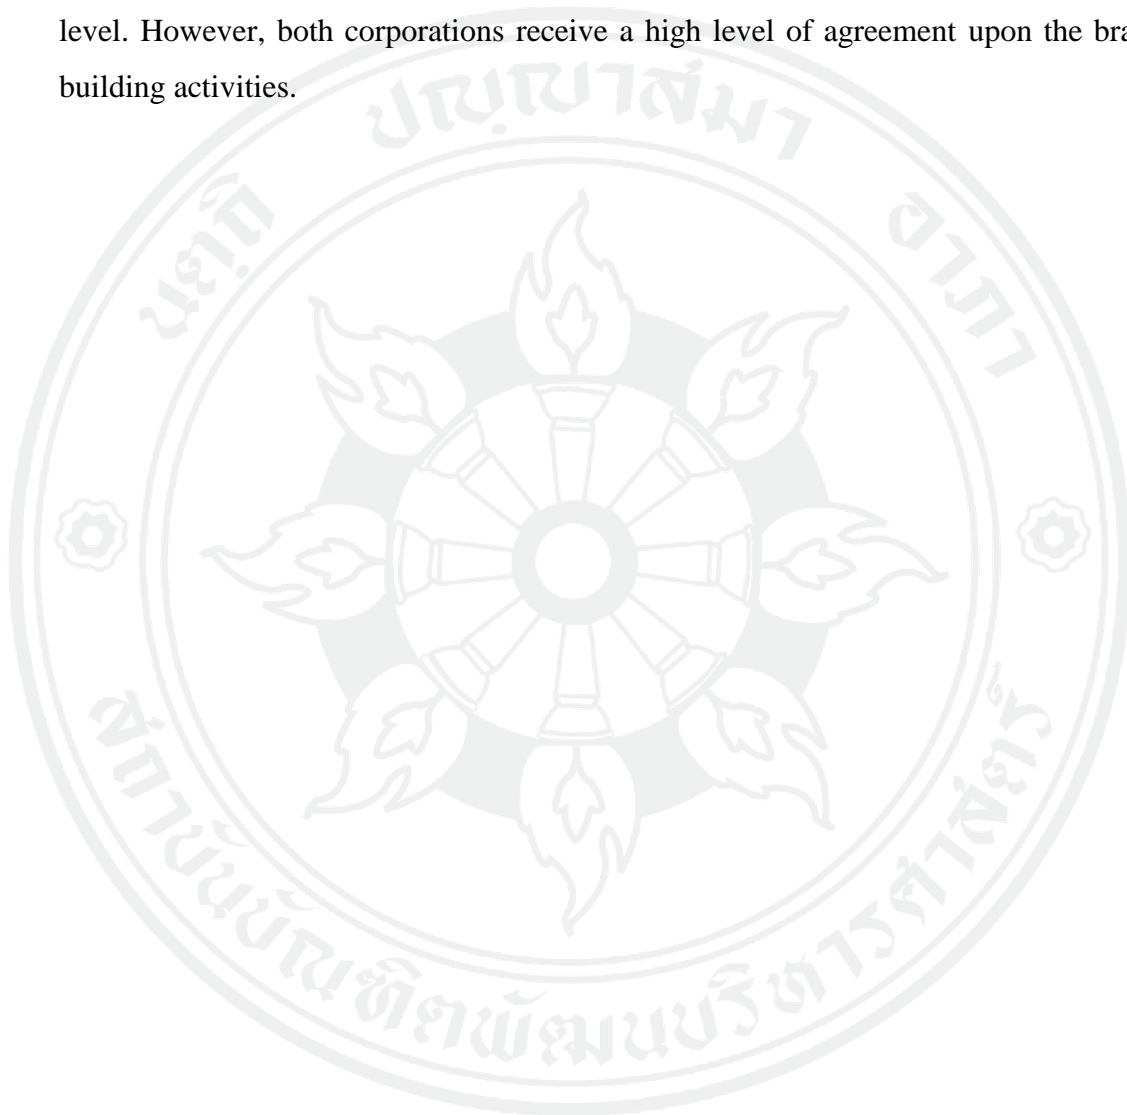 level. However, both corporations receive a high level of agreement upon the bra
building activities.
ปญฺญาสมา
นตฺถิ
อาภา
สถาบันบัณฑิตพัฒนบริหารศาสตร์